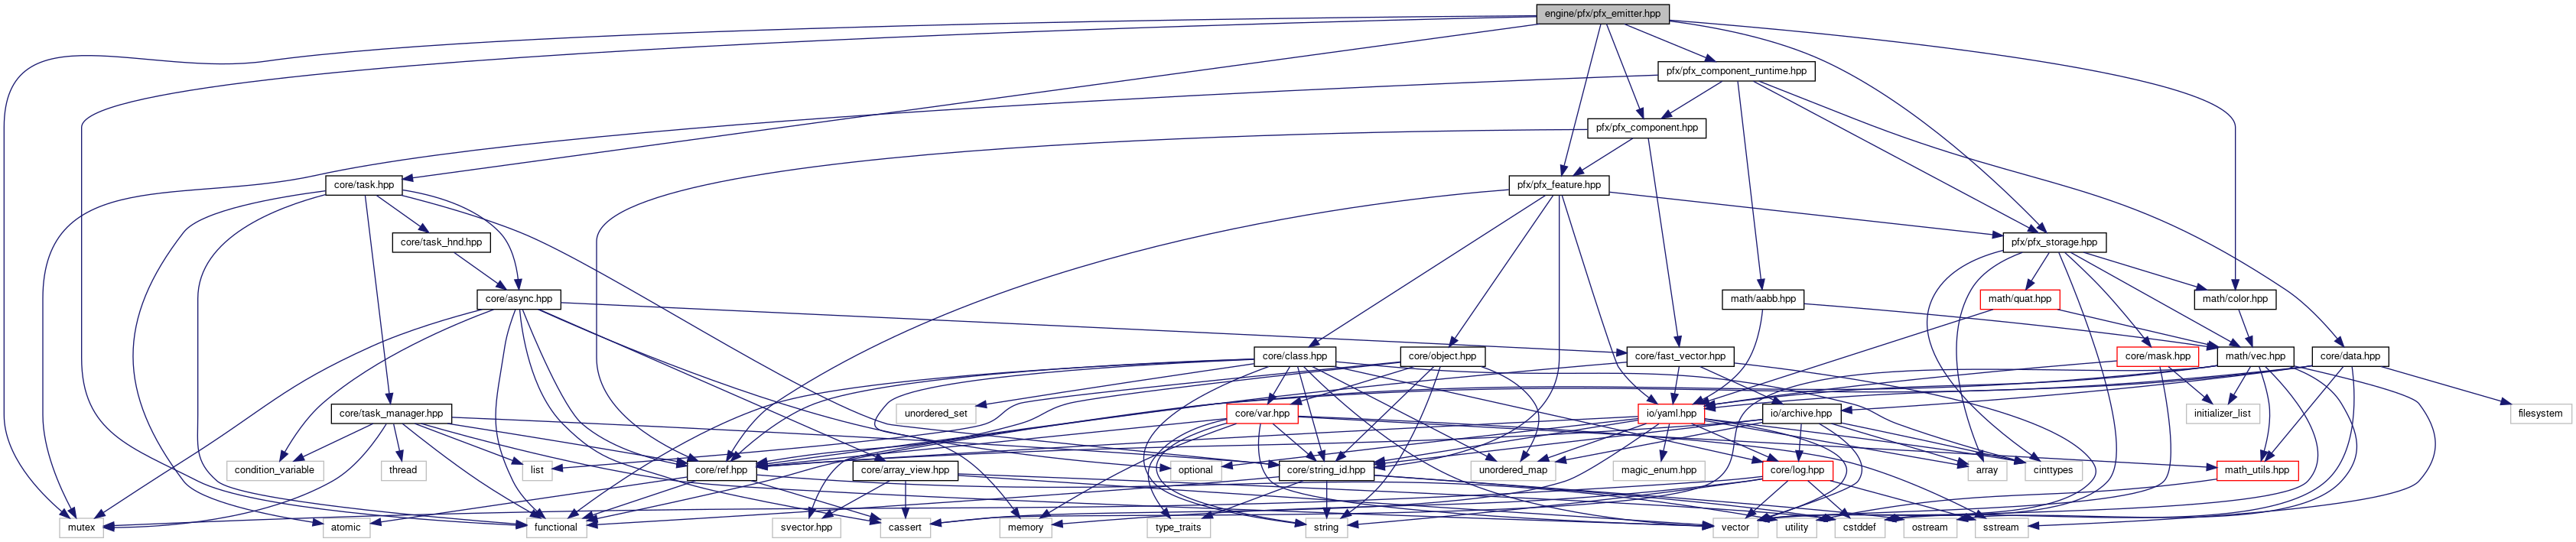 engine/pfx/pfx_emitter.hpp
pfx/pfx_component_runtime.hpp
pfx/pfx_component.hpp
core/task.hpp
pfx/pfx_feature.hpp
core/task_hnd.hpp
pfx/pfx_storage.hpp
core/async.hpp
math/aabb.hpp
math/quat.hpp
math/color.hpp
core/class.hpp
core/object.hpp
core/fast_vector.hpp
core/mask.hpp
math/vec.hpp
core/data.hpp
core/task_manager.hpp
unordered_set
core/var.hpp
io/yaml.hpp
io/archive.hpp
initializer_list
filesystem
condition_variable
thread
list
core/ref.hpp
core/array_view.hpp
optional
core/string_id.hpp
unordered_map
magic_enum.hpp
core/log.hpp
array
cinttypes
math_utils.hpp
mutex
atomic
functional
svector.hpp
cassert
memory
type_traits
string
vector
utility
cstddef
ostream
sstream